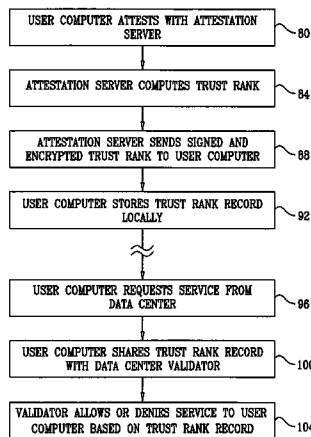 USER COMPUTER ATTESTS WITH ATTESTATION
SERVER
80
ATTESTATION SERVER COMPUTES TRUST RANK
84
ATTESTATION SERVER SENDS SIGNED AND
ENCRYPTED TRUST RANK TO USER COMPUTER
88
USER COMPUTER STORES TRUST RANK RECORD
LOCALLY
92
USER COMPUTER REQUESTS SERVICE FROM
DATA CENTER
96
USER COMPUTER SHARES TRUST RANK RECORD
WITH DATA CENTER VALIDATOR
100
VALIDATOR ALLOWS OR DENIES SERVICE TO USER
COMPUTER BASED ON TRUST RANK RECORD
104